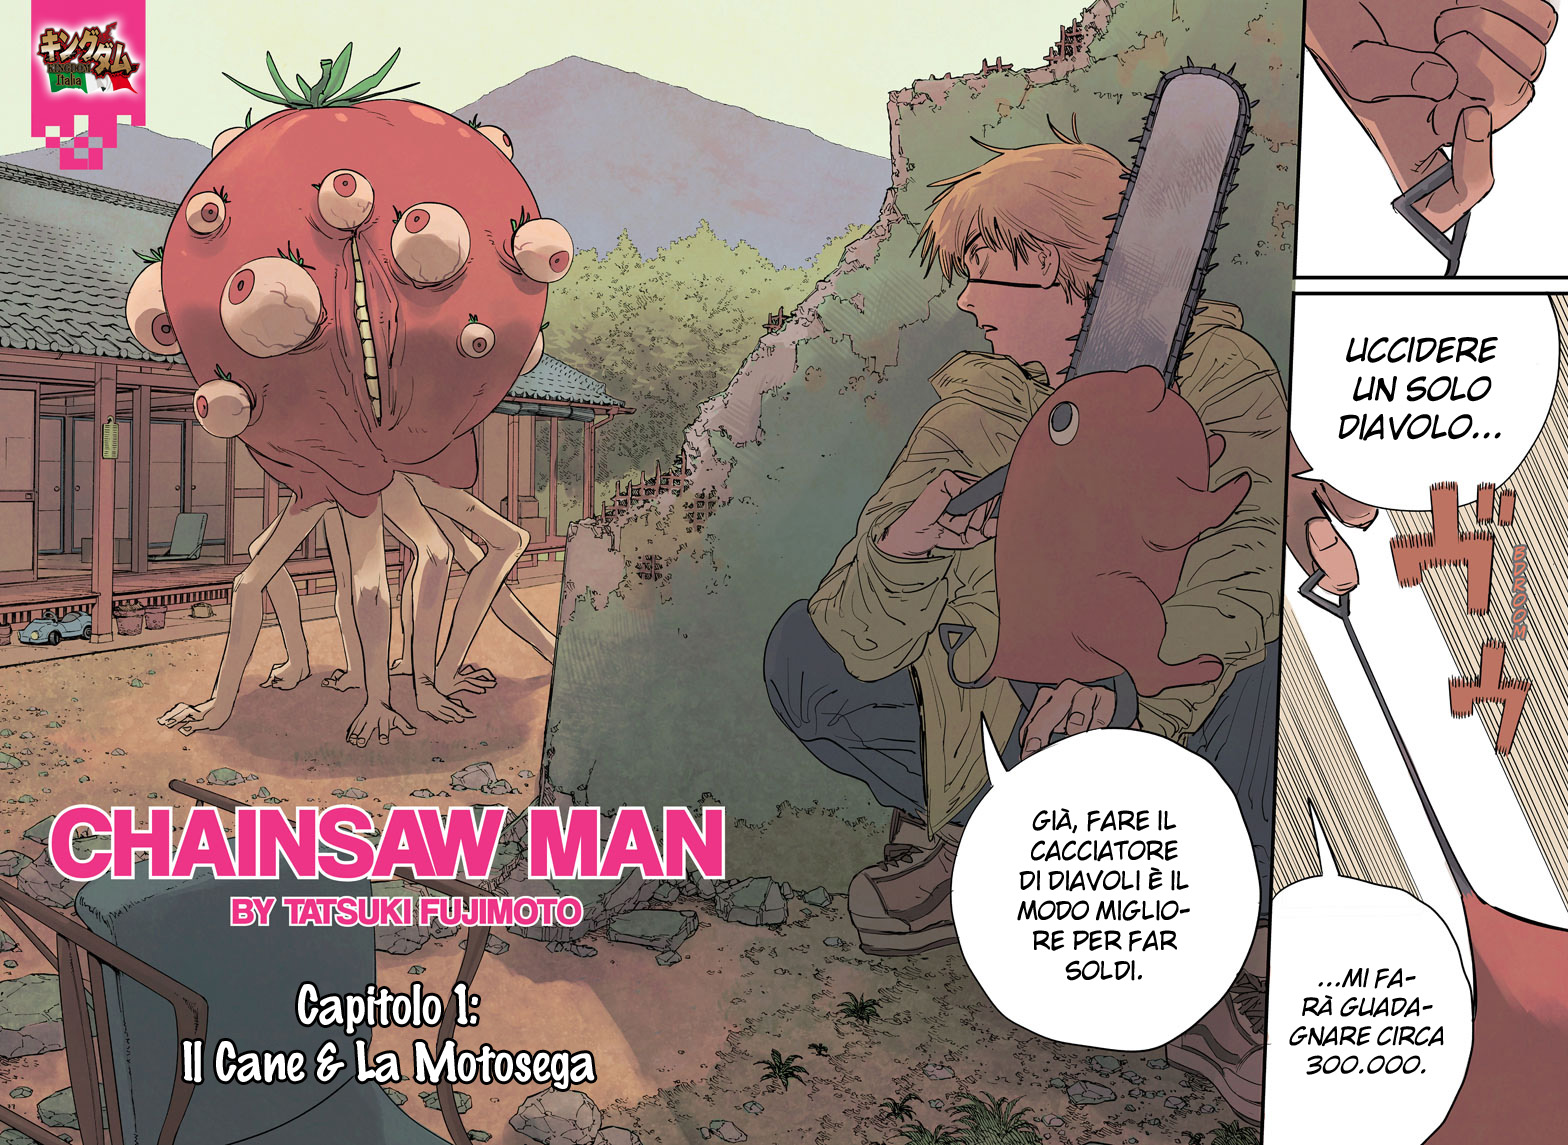 キングダム
KINGDOM
Italia
UCCIDERE
UN SOLO
DIAVOLO...
ヴヴ
...MI FA-
RÀ GUADA-
GNARE CIRCA
300.000.
GIÀ, FARE IL
CACCIATORE
DI DIAVOLI È IL
MODO MIGLIO-
RE PER FAR
SOLDI.
CHAINSAW MAN
BY TATSUKI FUJIMOTO
Capitolo 1:
Il Cane & La Motosega